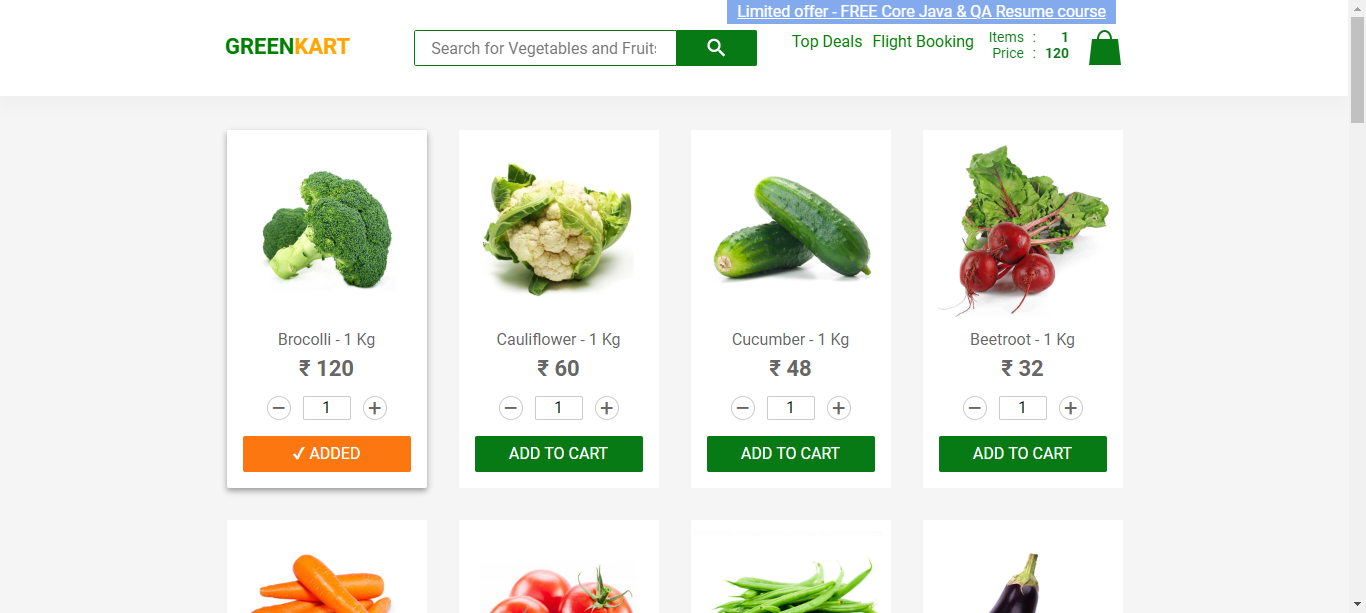 Limited offer - FREE Core Java & QA Resume course
GREENKART
Search for Vegetables and Fruit
Top Deals
Flight Booking
Items : 1
Price : 120
Brocolli - 1 Kg
₹ 120
− 1 +
✓ ADDED
Cauliflower - 1 Kg
₹ 60
− 1 +
ADD TO CART
Cucumber - 1 Kg
₹ 48
− 1 +
ADD TO CART
Beetroot - 1 Kg
₹ 32
− 1 +
ADD TO CART